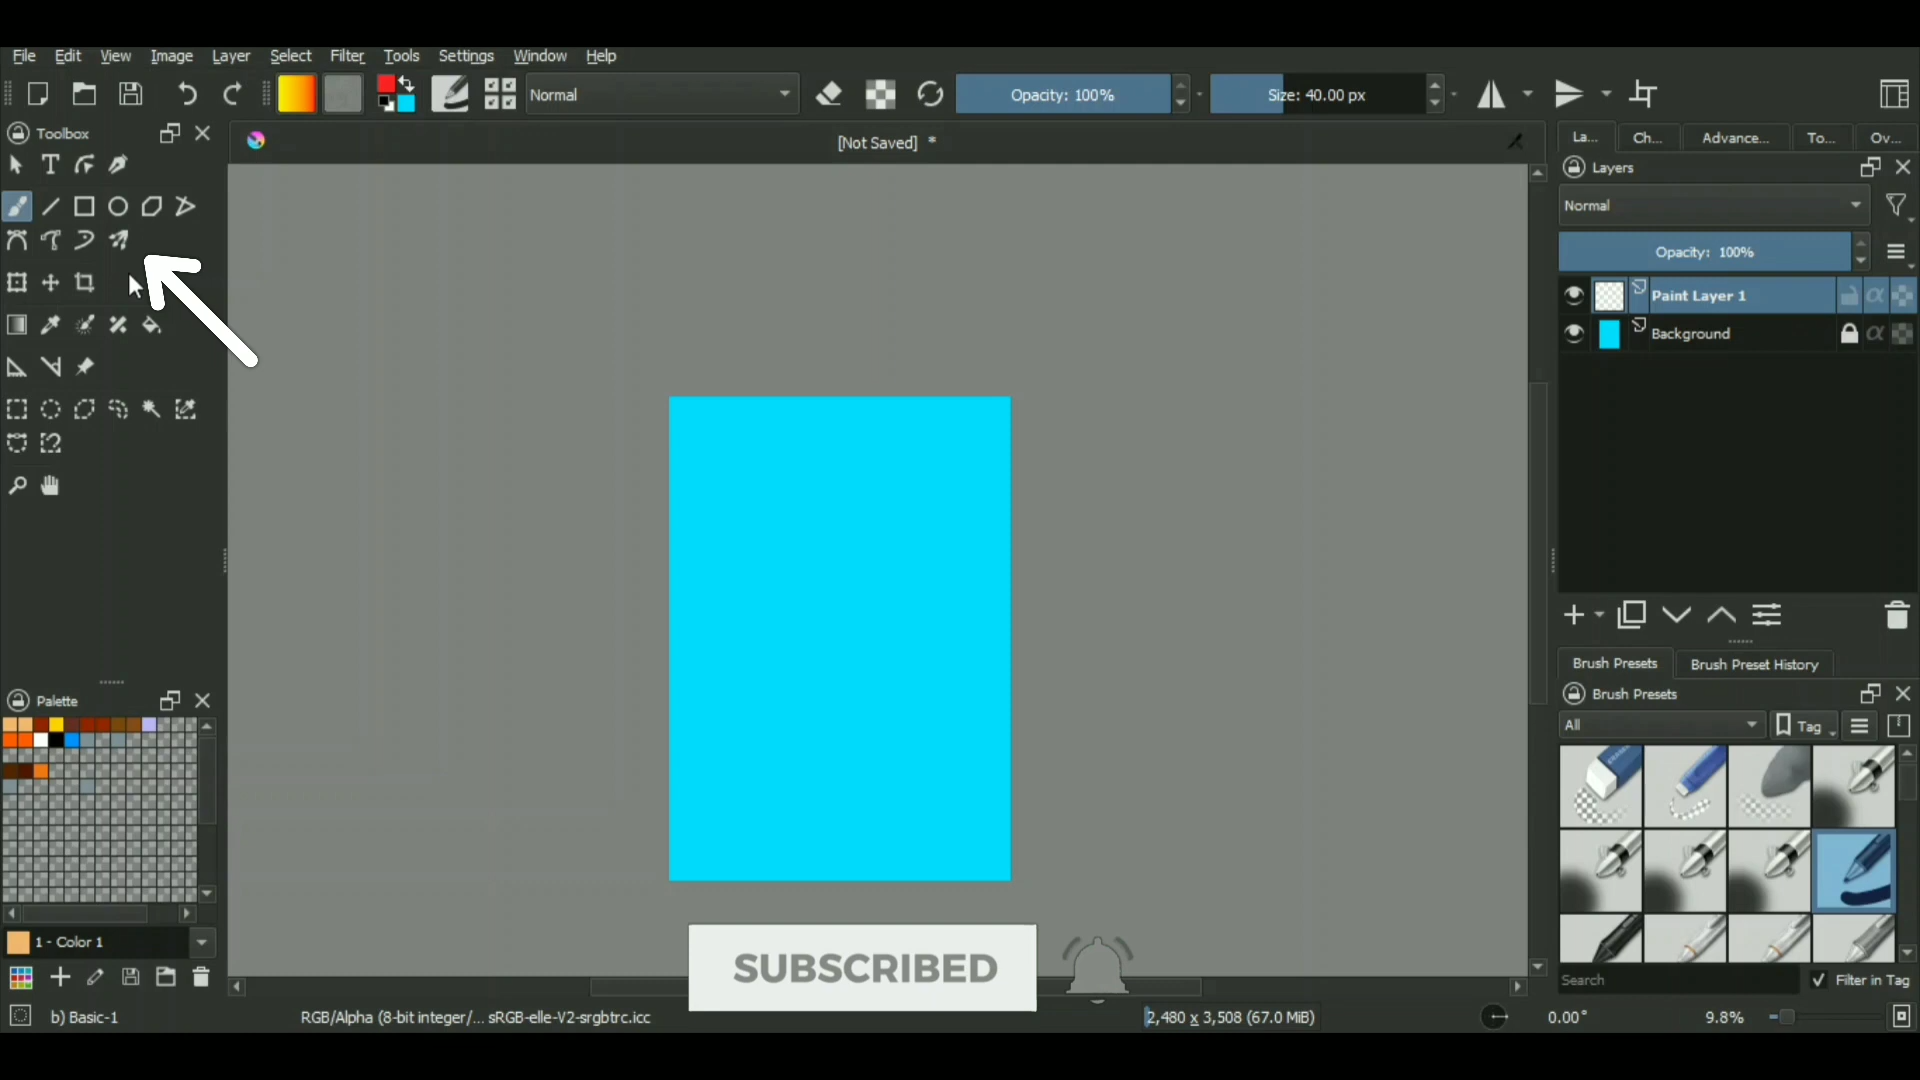 File Edit View Image Layer Select Filter Tools Settings Window Help
Normal
Opacity: 100%
Size: 40.00 px
Toolbox
[Not Saved] *
La... Ch... Advance... To... Ov...
Layers
Normal
Opacity: 100%
Paint Layer 1
Background
Brush Presets Brush Preset History
Brush Presets
All
Tag
Palette
1 - Color 1
Search
Filter in Tag
SUBSCRIBED
b) Basic-1
RGB/Alpha (8-bit integer/... sRGB-elle-V2-srgbtrc.icc
2,480 x 3,508 (67.0 MiB)
0.00°
9.8%